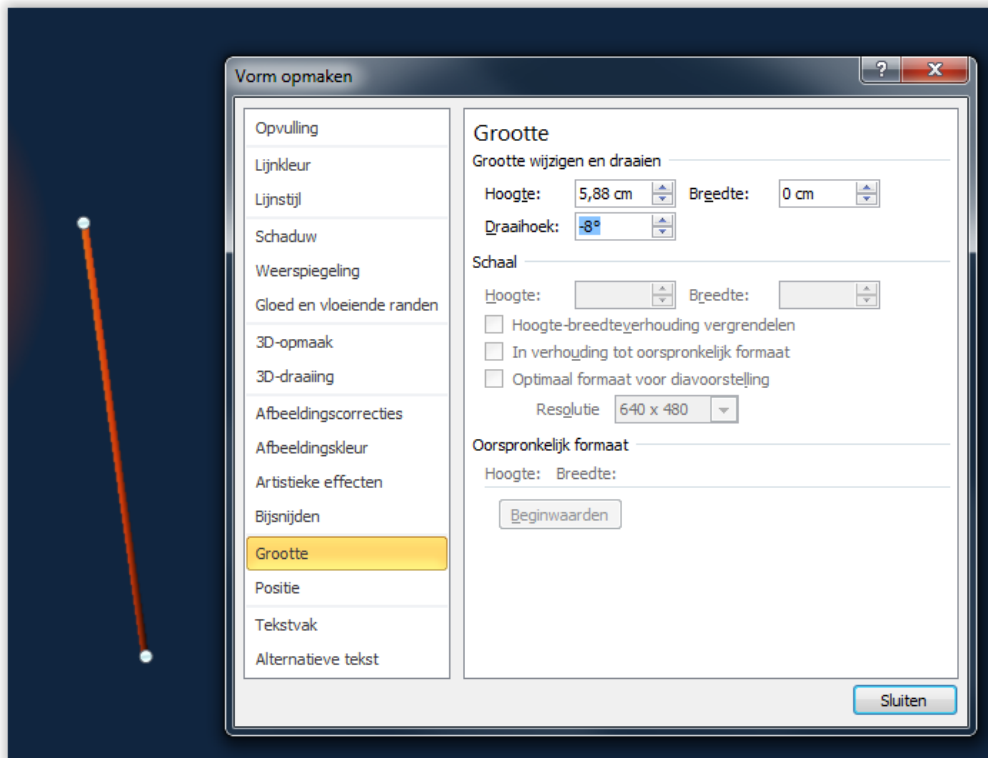 Vorm opmaken
? X
Opvulling
Lijnkleur
Lijnstijl
Schaduw
Weerspiegeling
Gloed en vloeiende randen
3D-opmaak
3D-draaiing
Afbeeldingscorrecties
Afbeeldingskleur
Artistieke effecten
Bijsnijden
Grootte
Positie
Tekstvak
Alternatieve tekst
Grootte
Grootte wijzigen en draaien
Hoogte: 5,88 cm Breedte: 0 cm
Draaihoek: -8°
Schaal
Hoogte: Breedte:
Hoogte-breedteverhouding vergrendelen
In verhouding tot oorspronkelijk formaat
Optimaal formaat voor diavoorstelling
Resolutie 640 x 480
Oorspronkelijk formaat
Hoogte: Breedte:
Beginwaarden
Sluiten